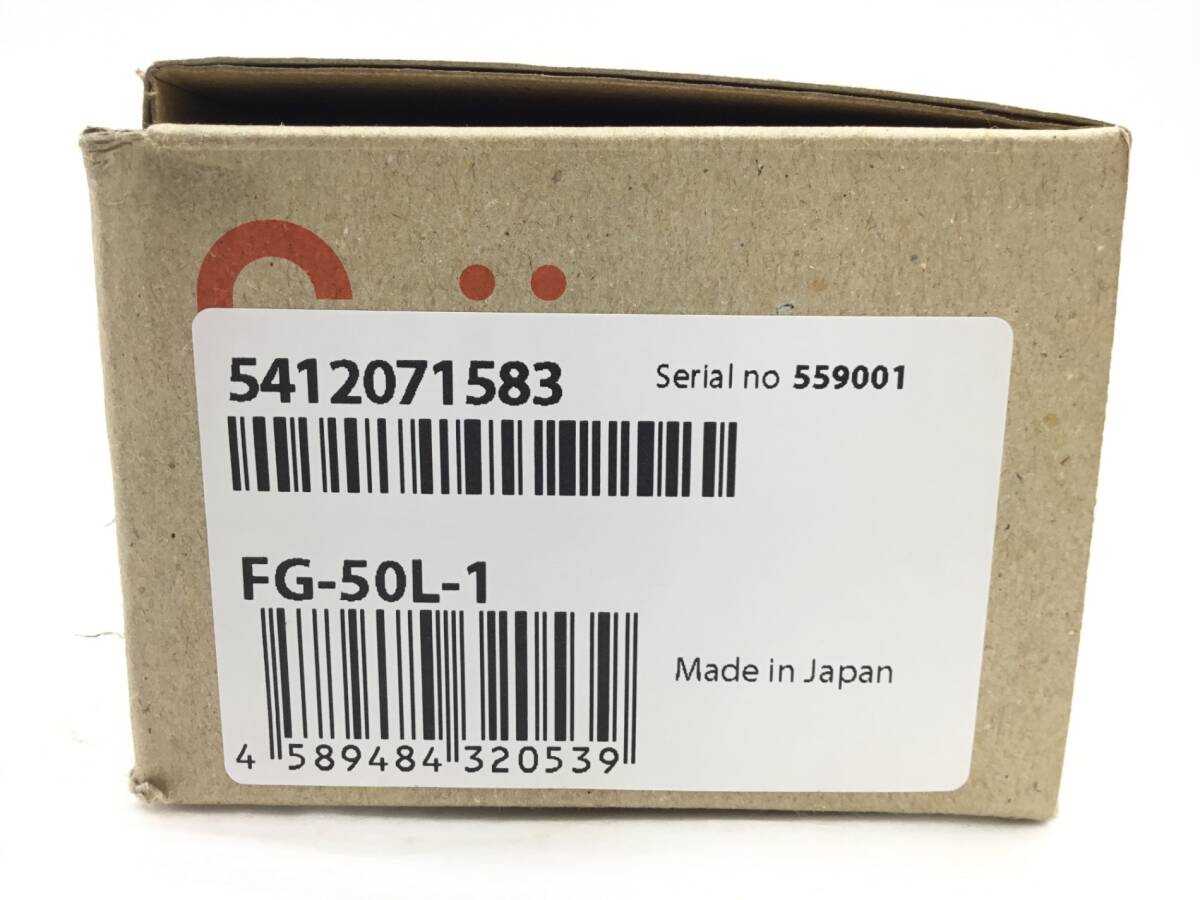 5412071583
Serial no 559001
FG-50L-1
Made in Japan
4 589484 320539